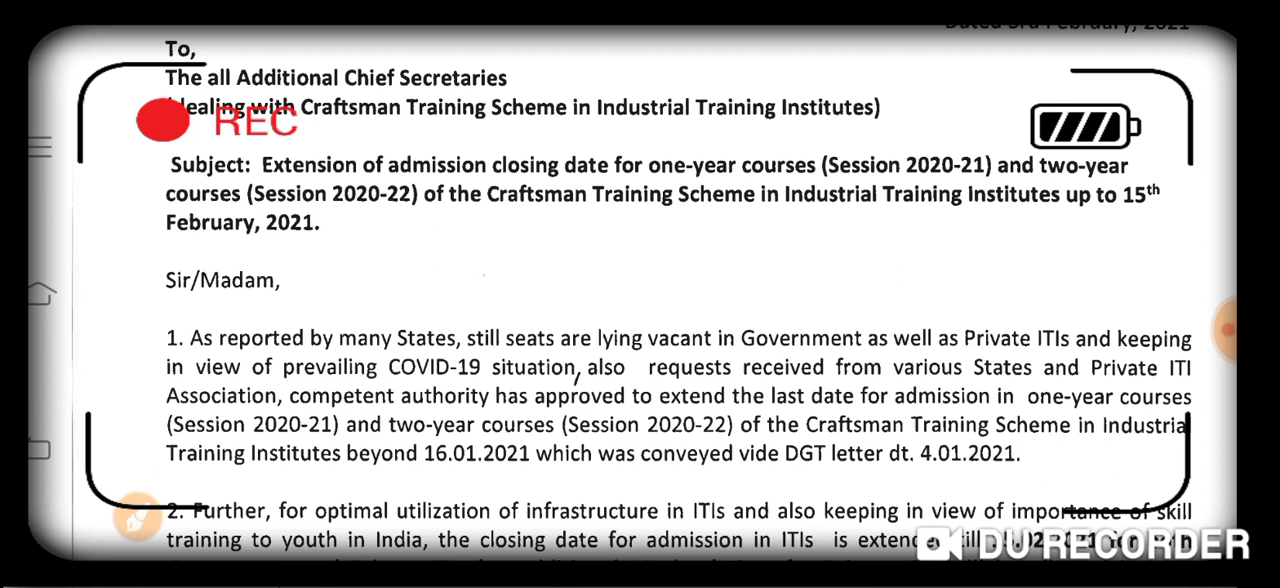 Dated 3rd February, 2021
To,
The all Additional Chief Secretaries
dealing with Craftsman Training Scheme in Industrial Training Institutes)
REC
Subject: Extension of admission closing date for one-year courses (Session 2020-21) and two-year
courses (Session 2020-22) of the Craftsman Training Scheme in Industrial Training Institutes up to 15th
February, 2021.
Sir/Madam,
1. As reported by many States, still seats are lying vacant in Government as well as Private ITIs and keeping
in view of prevailing COVID-19 situation, also requests received from various States and Private ITI
Association, competent authority has approved to extend the last date for admission in one-year courses
(Session 2020-21) and two-year courses (Session 2020-22) of the Craftsman Training Scheme in Industrial
Training Institutes beyond 16.01.2021 which was conveyed vide DGT letter dt. 4.01.2021.
2. Further, for optimal utilization of infrastructure in ITIs and also keeping in view of importance of skill
training to youth in India, the closing date for admission in ITIs is extended till
DU RECORDER